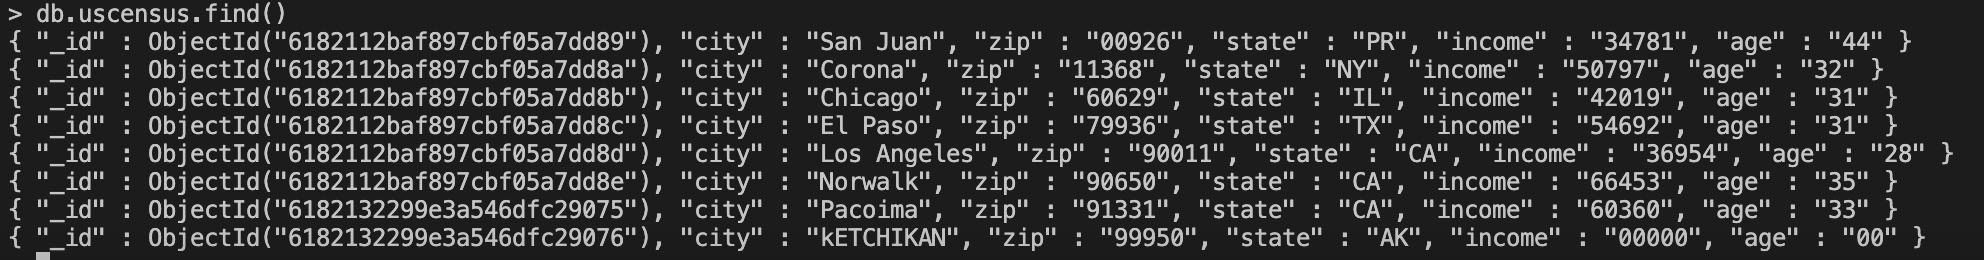 > db.uscensus.find()
{ "_id" : ObjectId("6182112baf897cbf05a7dd89"), "city" : "San Juan", "zip" : "00926", "state" : "PR", "income" : "34781", "age" : "44" }
{ "_id" : ObjectId("6182112baf897cbf05a7dd8a"), "city" : "Corona", "zip" : "11368", "state" : "NY", "income" : "50797", "age" : "32" }
{ "_id" : ObjectId("6182112baf897cbf05a7dd8b"), "city" : "Chicago", "zip" : "60629", "state" : "IL", "income" : "42019", "age" : "31" }
{ "_id" : ObjectId("6182112baf897cbf05a7dd8c"), "city" : "El Paso", "zip" : "79936", "state" : "TX", "income" : "54692", "age" : "31" }
{ "_id" : ObjectId("6182112baf897cbf05a7dd8d"), "city" : "Los Angeles", "zip" : "90011", "state" : "CA", "income" : "36954", "age" : "28" }
{ "_id" : ObjectId("6182112baf897cbf05a7dd8e"), "city" : "Norwalk", "zip" : "90650", "state" : "CA", "income" : "66453", "age" : "35" }
{ "_id" : ObjectId("6182132299e3a546dfc29075"), "city" : "Pacoima", "zip" : "91331", "state" : "CA", "income" : "60360", "age" : "33" }
{ "_id" : ObjectId("6182132299e3a546dfc29076"), "city" : "kETCHIKAN", "zip" : "99950", "state" : "AK", "income" : "00000", "age" : "00" }